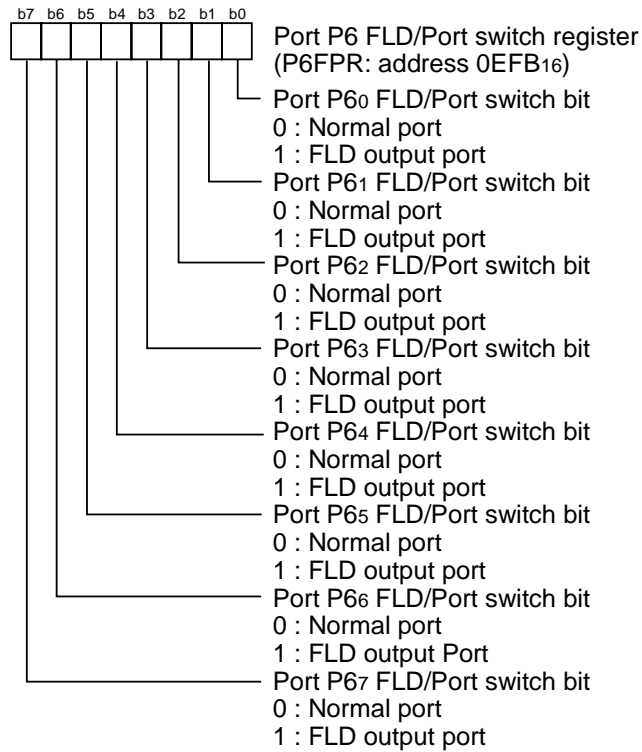 b7 b6 b5 b4 b3 b2 b1 b0
Port P6 FLD/Port switch register
(P6FPR: address 0EFB16)
Port P60 FLD/Port switch bit
0 : Normal port
1 : FLD output port
Port P61 FLD/Port switch bit
0 : Normal port
1 : FLD output port
Port P62 FLD/Port switch bit
0 : Normal port
1 : FLD output port
Port P63 FLD/Port switch bit
0 : Normal port
1 : FLD output port
Port P64 FLD/Port switch bit
0 : Normal port
1 : FLD output port
Port P65 FLD/Port switch bit
0 : Normal port
1 : FLD output port
Port P66 FLD/Port switch bit
0 : Normal port
1 : FLD output Port
Port P67 FLD/Port switch bit
0 : Normal port
1 : FLD output port